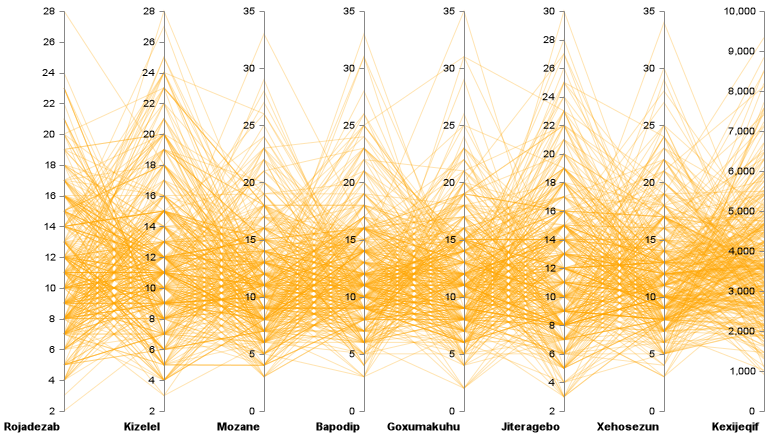 28 28 35 35 35 30 35 10,000
26 26 30 30 30 28 30 9,000
24 24 25 25 25 26 25 8,000
22 22 20 20 20 24 20 7,000
20 20 15 15 15 22 15 6,000
18 18 10 10 10 20 10 5,000
16 16 5 5 5 18 5 4,000
14 14 0 0 0 16 0 3,000
12 12 14 2,000
10 10 12 1,000
8 8 10 0
6 6 8
4 4 6
2 2 4
2
Rojadezab Kizelel Mozane Bapodip Goxumakuhu Jiteragebo Xehosezun Kexijeqif